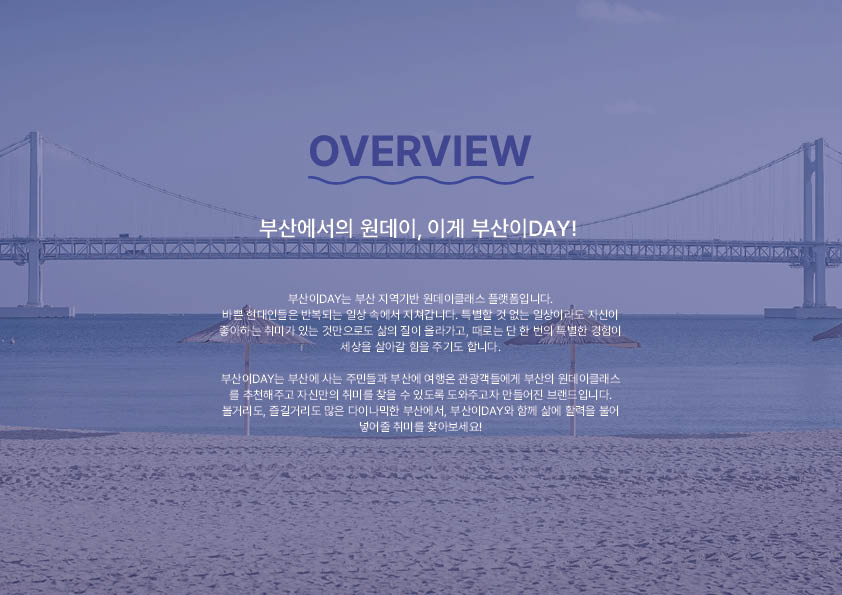 OVERVIEW
부산에서의 원데이, 이게 부산이DAY!
부산이DAY는 부산 지역기반 원데이클래스 플랫폼입니다.
바쁜 현대인들은 반복되는 일상 속에서 지쳐갑니다. 특별할 것 없는 일상이라도 자신이
좋아하는 취미가 있는 것만으로도 삶의 질이 올라가고, 때로는 단 한 번의 특별한 경험이
세상을 살아갈 힘을 주기도 합니다.
부산이DAY는 부산에 사는 주민들과 부산에 여행온 관광객들에게 부산의 원데이클래스
를 추천해주고 자신만의 취미를 찾을 수 있도록 도와주고자 만들어진 브랜드입니다.
볼거리도, 즐길거리도 많은 다이나믹한 부산에서, 부산이DAY와 함께 삶에 활력을 불어
넣어줄 취미를 찾아보세요!